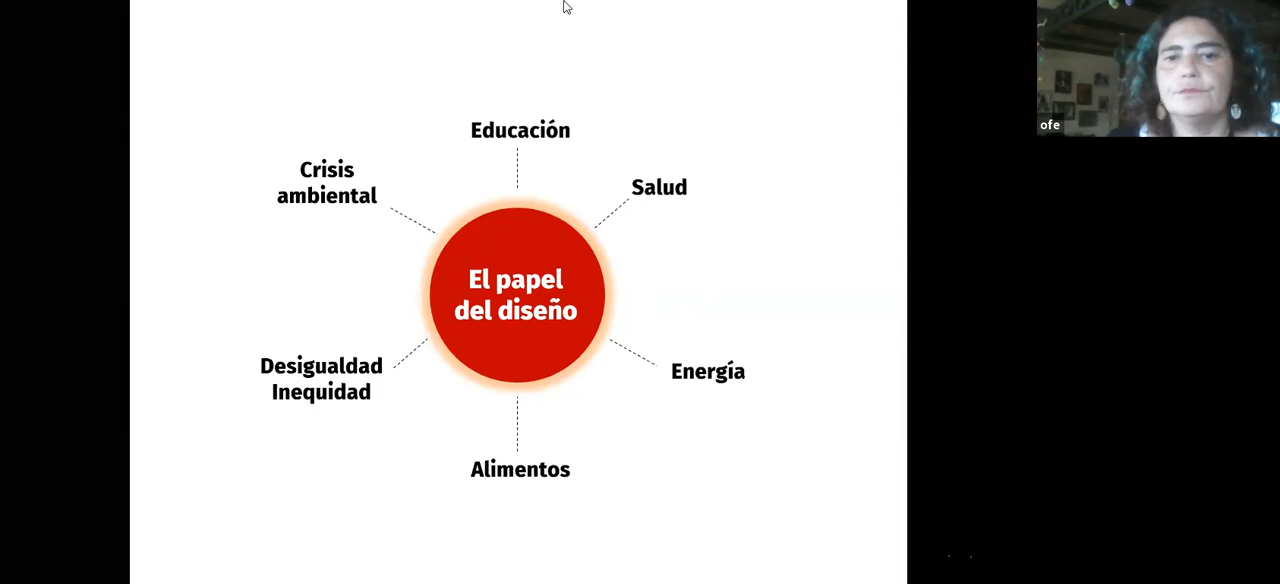 Educación
Crisis
ambiental
Salud
El papel
del diseño
Desigualdad
Inequidad
Energía
Alimentos
ofe